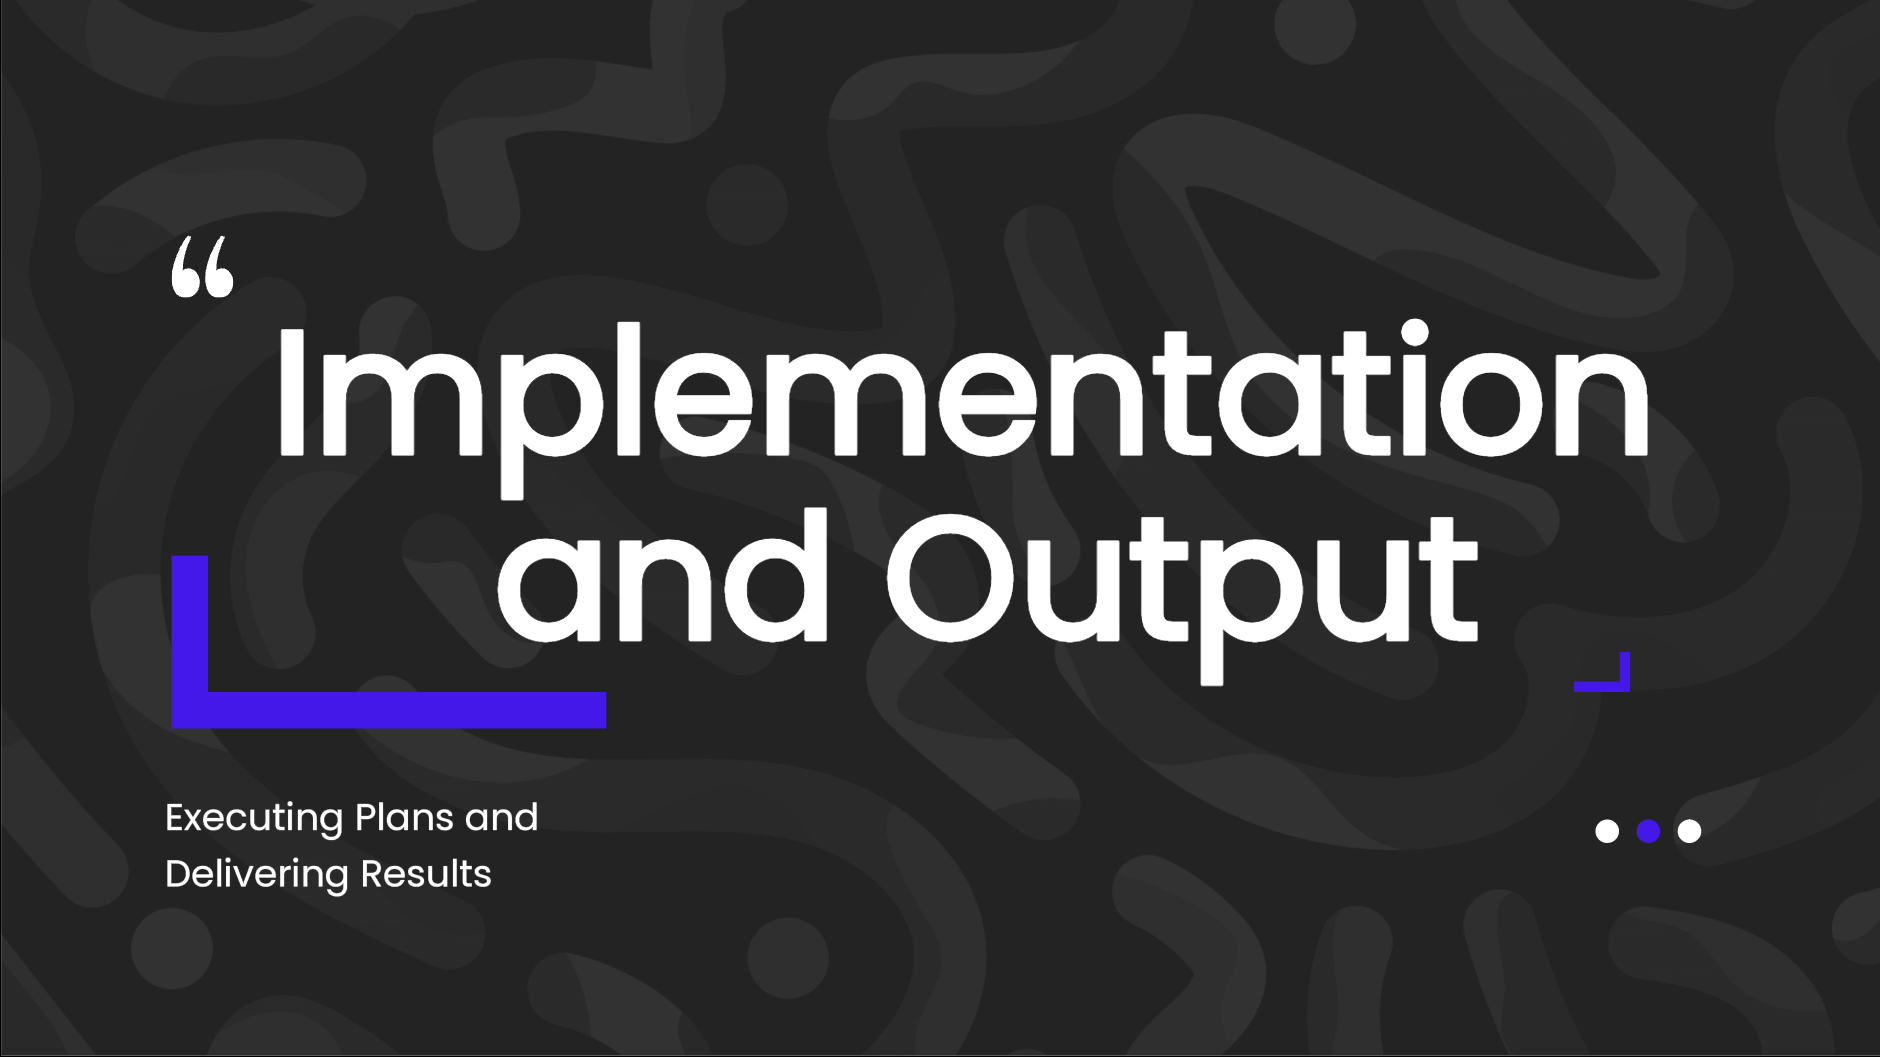 “
Implementation
and Output
Executing Plans and
Delivering Results